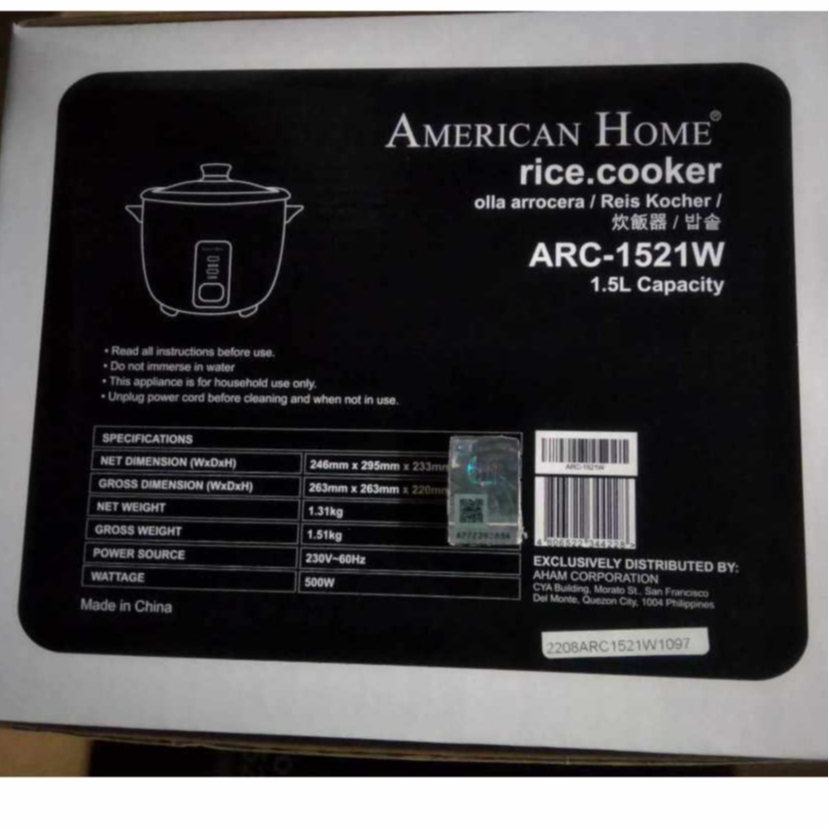 AMERICAN HOME®
rice.cooker
olla arrocera / Reis Kocher /
炊飯器 / 밥솥
ARC-1521W
1.5L Capacity
• Read all instructions before use.
• Do not immerse in water
• This appliance is for household use only.
• Unplug power cord before cleaning and when not in use.
SPECIFICATIONS
NET DIMENSION (WxDxH) 246mm x 295mm x 233mm
GROSS DIMENSION (WxDxH) 263mm x 263mm x 220mm
NET WEIGHT 1.31kg
GROSS WEIGHT 1.51kg
POWER SOURCE 230V~60Hz
WATTAGE 500W
Made in China
ARC-1521W
EXCLUSIVELY DISTRIBUTED BY:
AHAM CORPORATION
CYA Building, Morato St., San Francisco
Del Monte, Quezon City, 1004 Philippines
2208ARC1521W1097